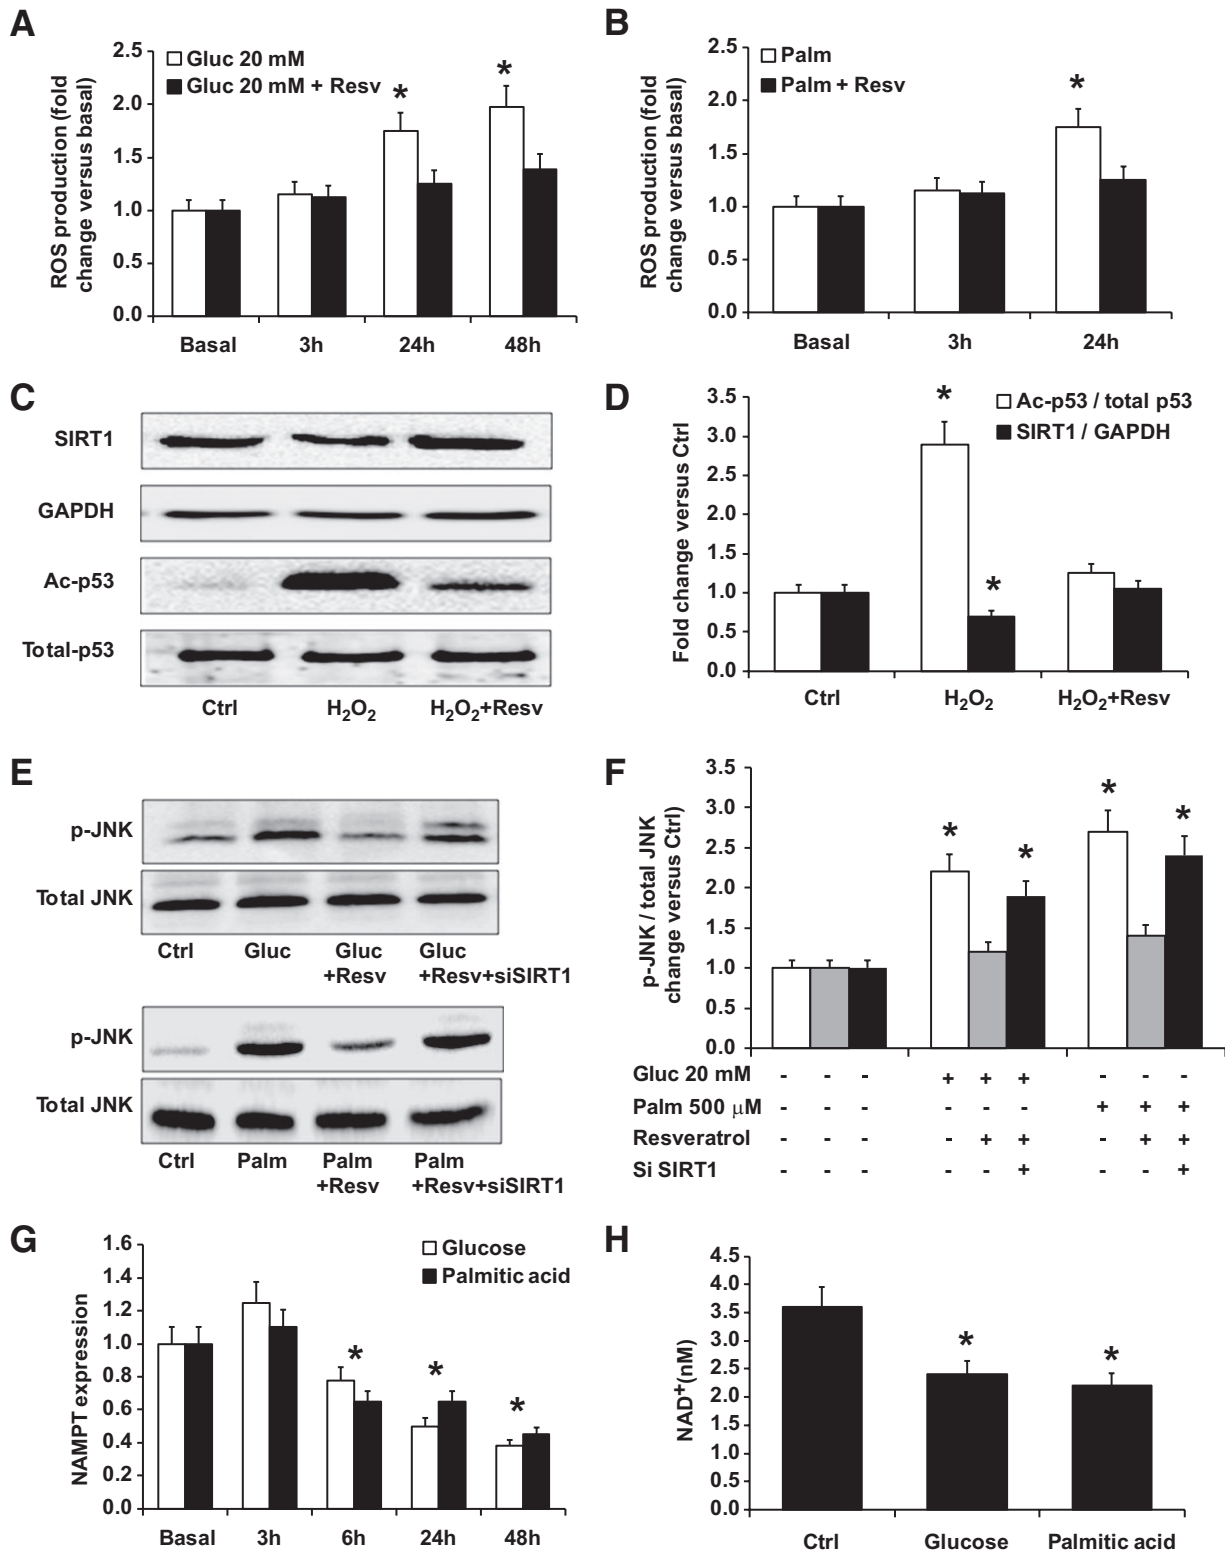 A
ROS production (fold
change versus basal)
2.5
2.0
1.5
1.0
0.5
0.0
Gluc 20 mM
Gluc 20 mM + Resv
*
*
Basal 3h 24h 48h
B
ROS production (fold
change versus basal)
2.5
2.0
1.5
1.0
0.5
0.0
Palm
Palm + Resv
*
Basal 3h 24h
C
SIRT1
GAPDH
Ac-p53
Total-p53
Ctrl H2O2 H2O2+Resv
D
Fold change versus Ctrl
3.5
3.0
2.5
2.0
1.5
1.0
0.5
0.0
Ac-p53 / total p53
SIRT1 / GAPDH
*
*
Ctrl H2O2 H2O2+Resv
E
p-JNK
Total JNK
Ctrl Gluc Gluc Gluc
+Resv +Resv+siSIRT1
p-JNK
Total JNK
Ctrl Palm Palm Palm
+Resv +Resv+siSIRT1
F
p-JNK / total JNK
change versus Ctrl)
3.5
3.0
2.5
2.0
1.5
1.0
0.5
0.0
* * * *
Gluc 20 mM - - - + + + - - -
Palm 500 μM - - - - - - + + +
Resveratrol - - - - + + - + +
Si SIRT1 - - - - - + - - +
G
NAMPT expression
1.6
1.4
1.2
1.0
0.8
0.6
0.4
0.2
0.0
Glucose
Palmitic acid
* * *
Basal 3h 6h 24h 48h
H
NAD+(nM)
4.5
4.0
3.5
3.0
2.5
2.0
1.5
1.0
0.5
0.0
* *
Ctrl Glucose Palmitic acid